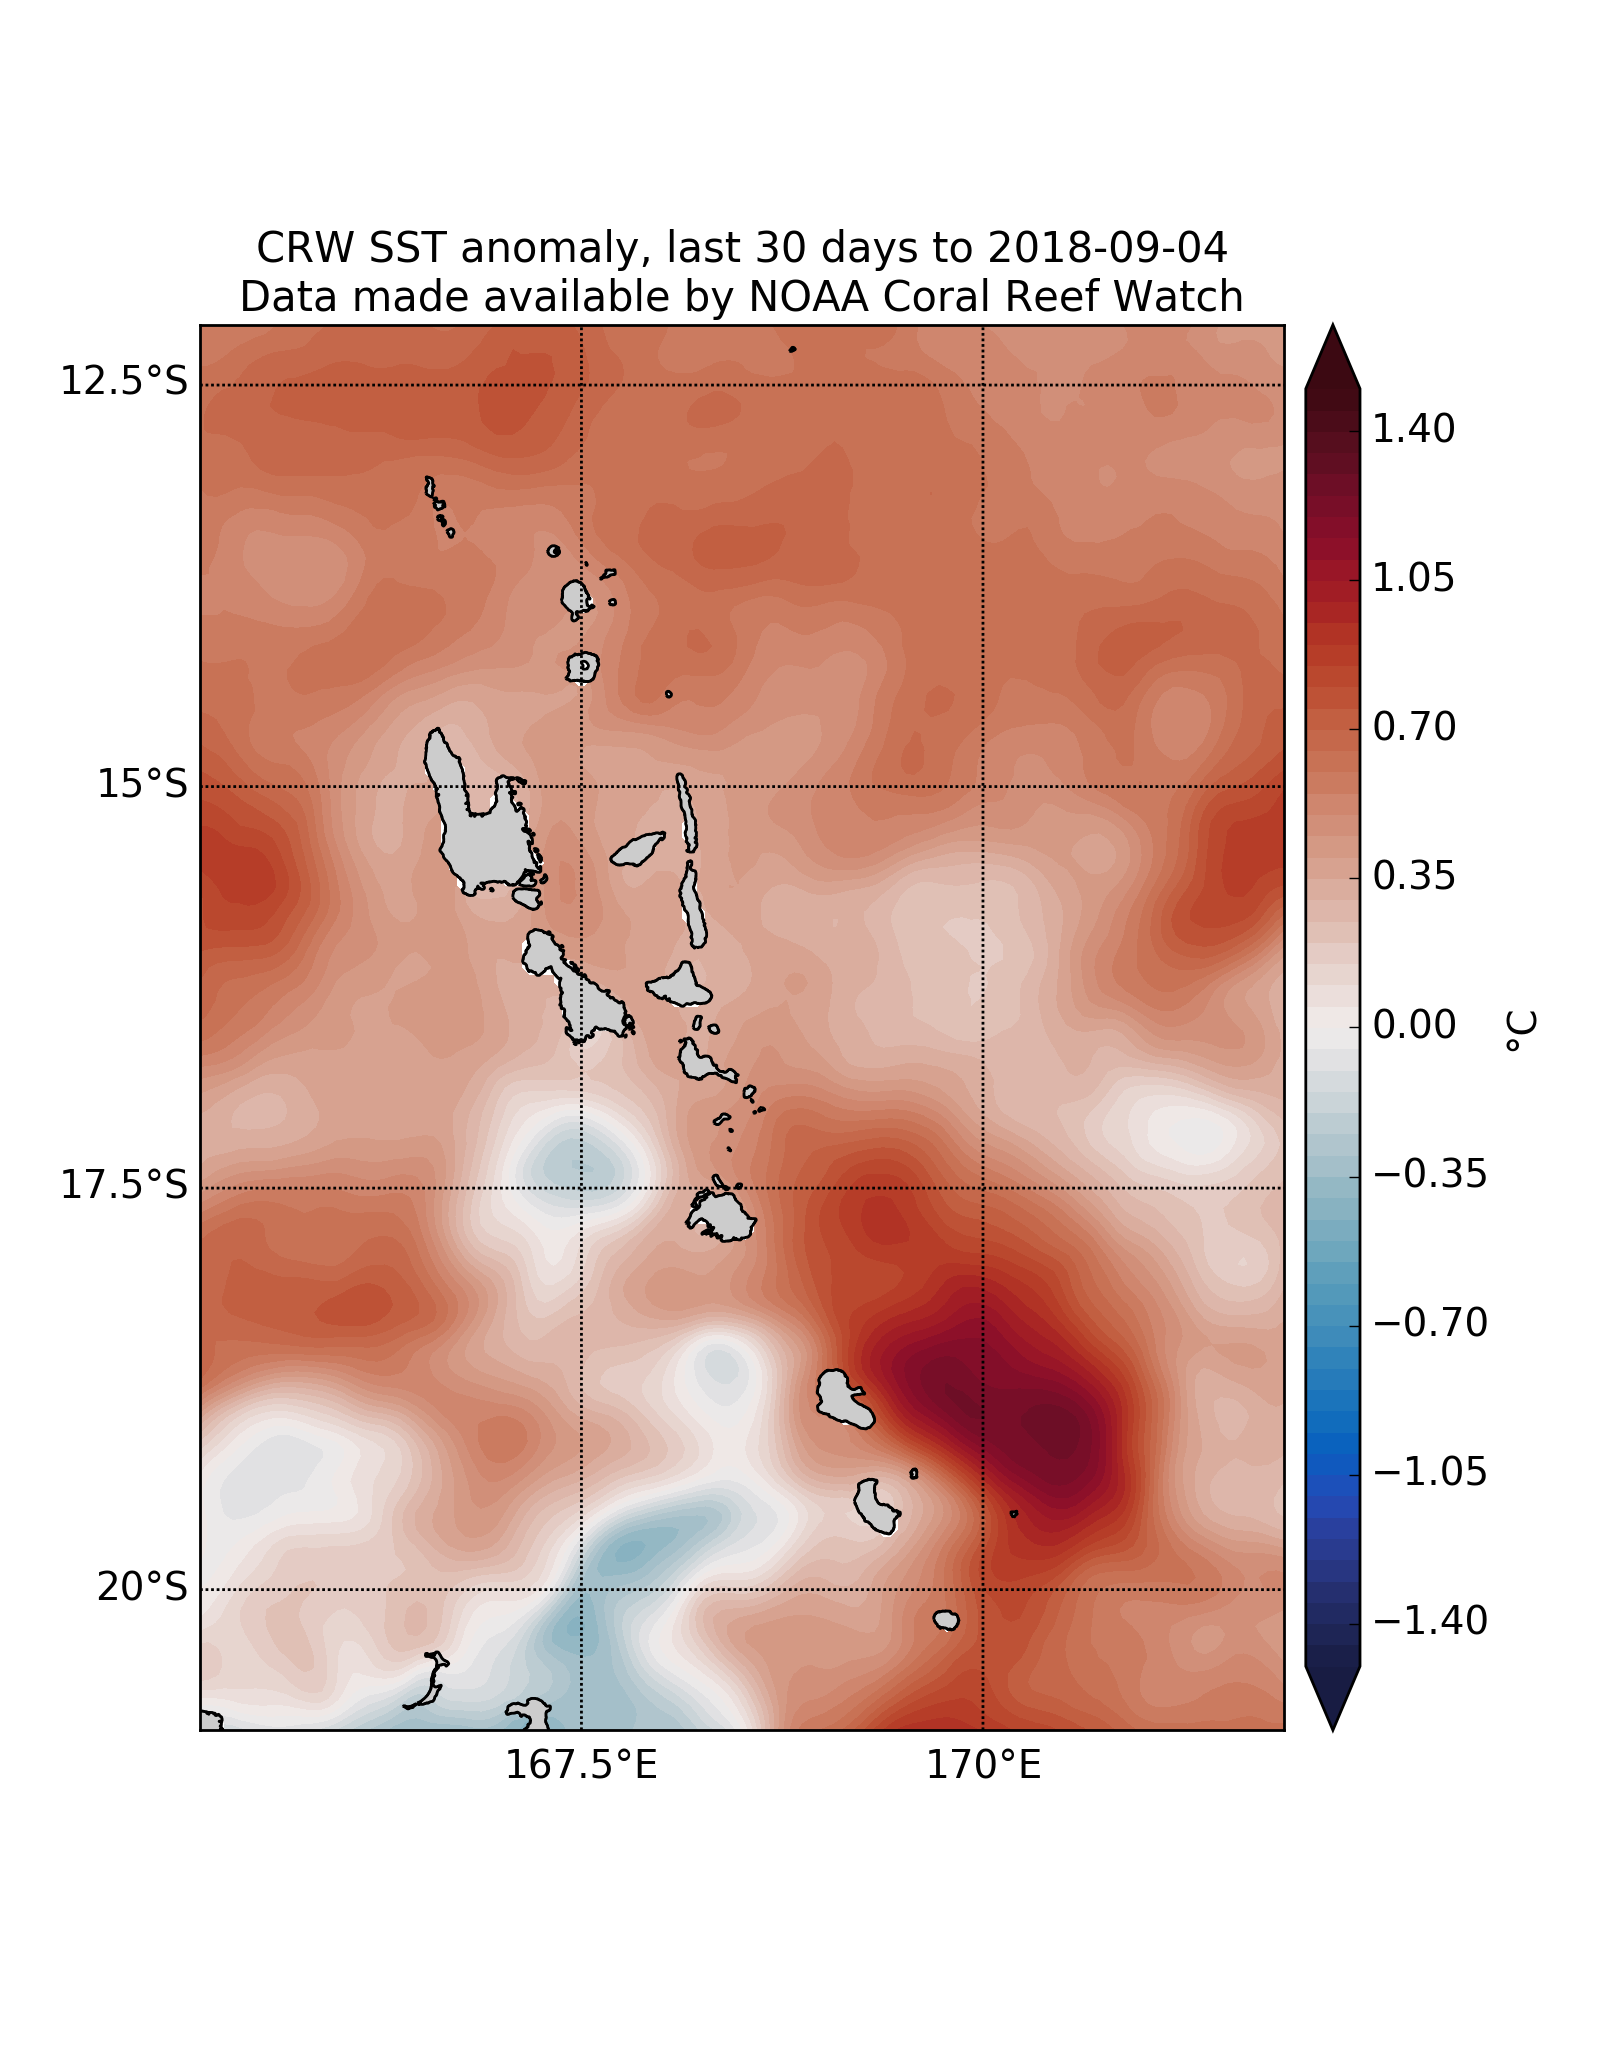 CRW SST anomaly, last 30 days to 2018-09-04
Data made available by NOAA Coral Reef Watch
12.5°S
15°S
17.5°S
20°S
167.5°E
170°E
1.40
1.05
0.70
0.35
0.00
−0.35
−0.70
−1.05
−1.40
°C